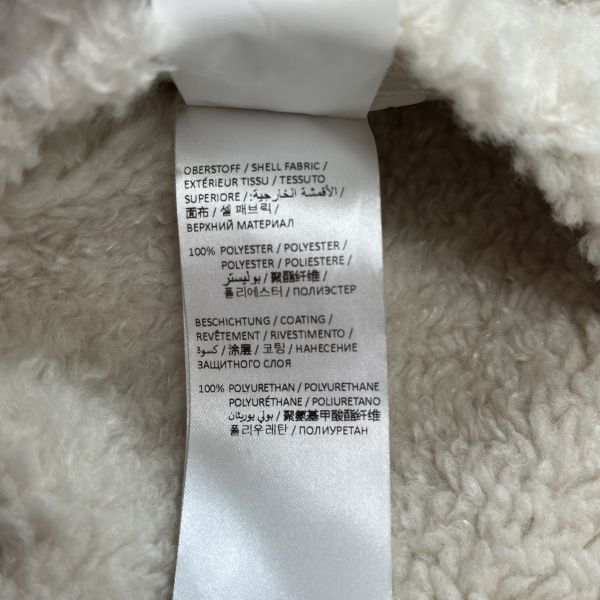 OBERSTOFF / SHELL FABRIC /
EXTÉRIEUR TISSU / TESSUTO
SUPERIORE / الأقمشة الخارجية: /
面布 / 셸 패브릭 /
ВЕРХНИЙ МАТЕРИАЛ
100% POLYESTER / POLYESTER /
POLYESTER / POLIESTERE /
بوليستر / 聚酯纤维 /
폴리에스터 / ПОЛИЭСТЕР
BESCHICHTUNG / COATING /
REVÊTEMENT / RIVESTIMENTO /
كسوة / 涂层 / 코팅 / НАНЕСЕНИЕ
ЗАЩИТНОГО СЛОЯ
100% POLYURETHAN / POLYURETHANE
POLYURÉTHANE / POLIURETANO
بولي يوريثان / 聚氨基甲酸酯纤维
폴리우레탄 / ПОЛИУРЕТАН